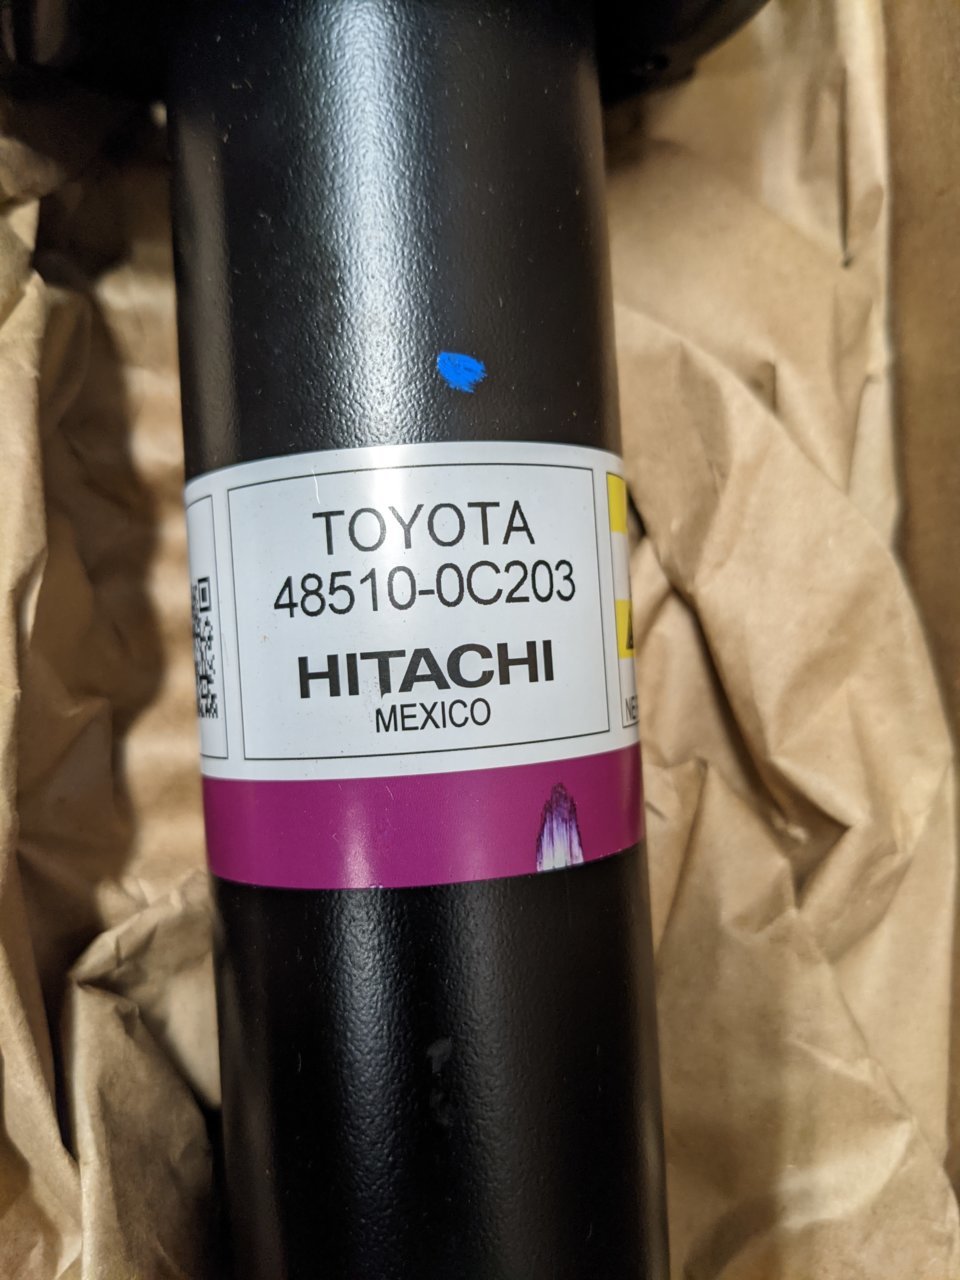 TOYOTA
48510-0C203
HITACHI
MEXICO